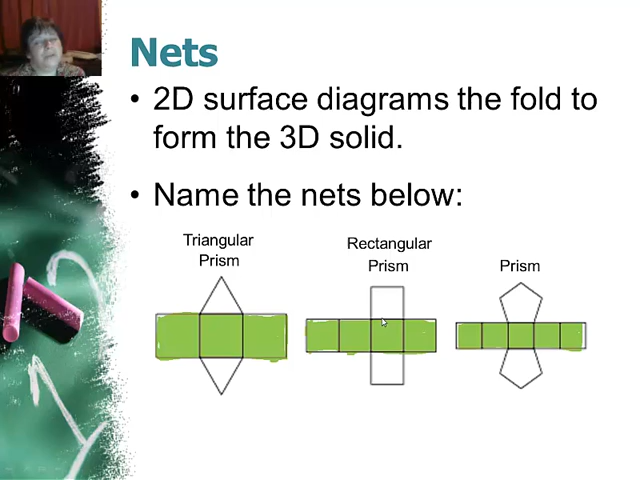 Nets
• 2D surface diagrams the fold to
form the 3D solid.
• Name the nets below:
Triangular
Prism
Rectangular
Prism
Prism